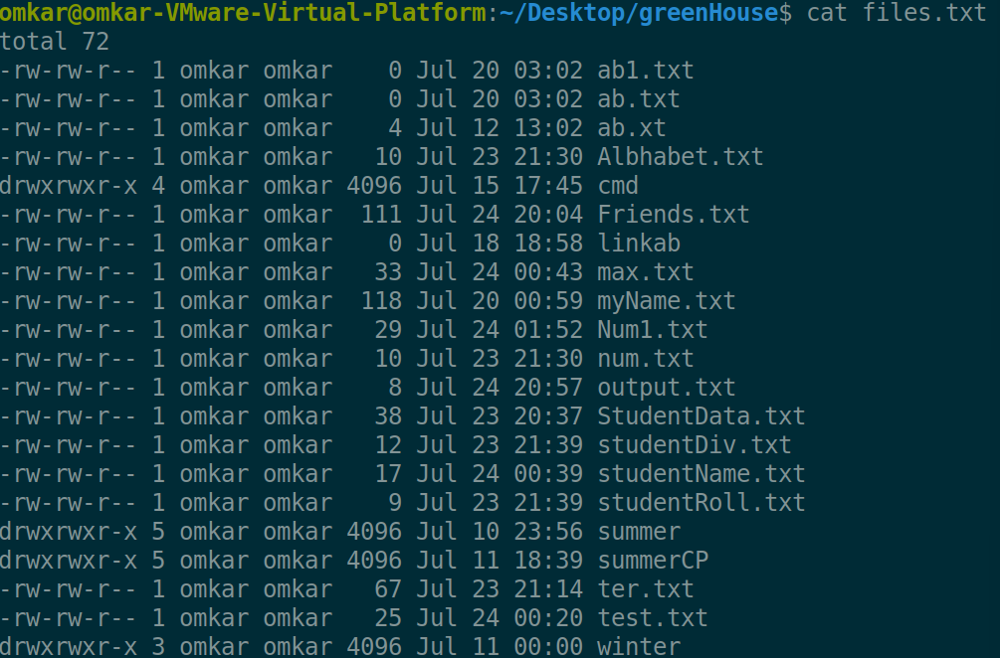 omkar@omkar-VMware-Virtual-Platform:~/Desktop/greenHouse$ cat files.txt
total 72
-rw-rw-r-- 1 omkar omkar    0 Jul 20 03:02 ab1.txt
-rw-rw-r-- 1 omkar omkar    0 Jul 20 03:02 ab.txt
-rw-rw-r-- 1 omkar omkar    4 Jul 12 13:02 ab.xt
-rw-rw-r-- 1 omkar omkar   10 Jul 23 21:30 Albhabet.txt
drwxrwxr-x 4 omkar omkar 4096 Jul 15 17:45 cmd
-rw-rw-r-- 1 omkar omkar  111 Jul 24 20:04 Friends.txt
-rw-rw-r-- 1 omkar omkar    0 Jul 18 18:58 linkab
-rw-rw-r-- 1 omkar omkar   33 Jul 24 00:43 max.txt
-rw-rw-r-- 1 omkar omkar  118 Jul 20 00:59 myName.txt
-rw-rw-r-- 1 omkar omkar   29 Jul 24 01:52 Num1.txt
-rw-rw-r-- 1 omkar omkar   10 Jul 23 21:30 num.txt
-rw-rw-r-- 1 omkar omkar    8 Jul 24 20:57 output.txt
-rw-rw-r-- 1 omkar omkar   38 Jul 23 20:37 StudentData.txt
-rw-rw-r-- 1 omkar omkar   12 Jul 23 21:39 studentDiv.txt
-rw-rw-r-- 1 omkar omkar   17 Jul 24 00:39 studentName.txt
-rw-rw-r-- 1 omkar omkar    9 Jul 23 21:39 studentRoll.txt
drwxrwxr-x 5 omkar omkar 4096 Jul 10 23:56 summer
drwxrwxr-x 5 omkar omkar 4096 Jul 11 18:39 summerCP
-rw-rw-r-- 1 omkar omkar   67 Jul 23 21:14 ter.txt
-rw-rw-r-- 1 omkar omkar   25 Jul 24 00:20 test.txt
drwxrwxr-x 3 omkar omkar 4096 Jul 11 00:00 winter